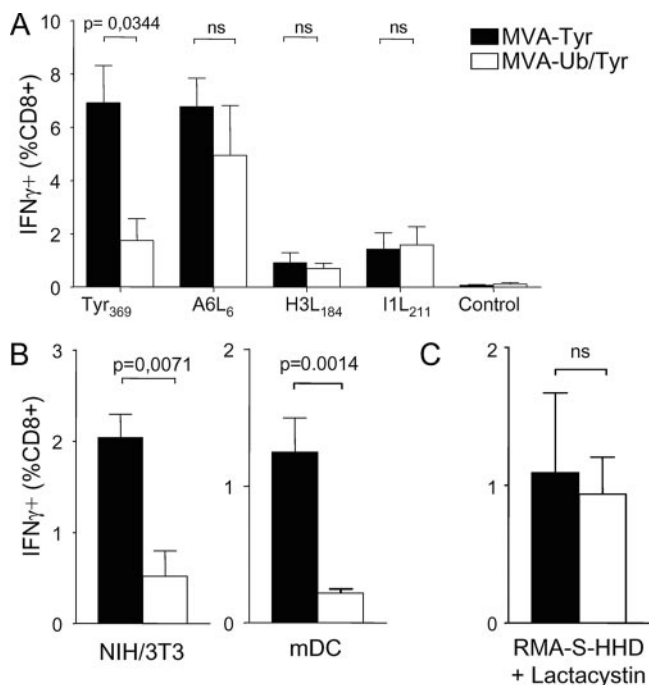 A
p= 0,0344
ns
ns
ns
MVA-Tyr
MVA-Ub/Tyr
IFNγ+ (%CD8+)
10
8
6
4
2
0
Tyr369
A6L6
H3L184
I1L211
Control
B
p=0,0071
p=0.0014
IFNγ+ (%CD8+)
3
2
1
0
NIH/3T3
2
1
0
mDC
C
ns
2
1
0
RMA-S-HHD
+ Lactacystin